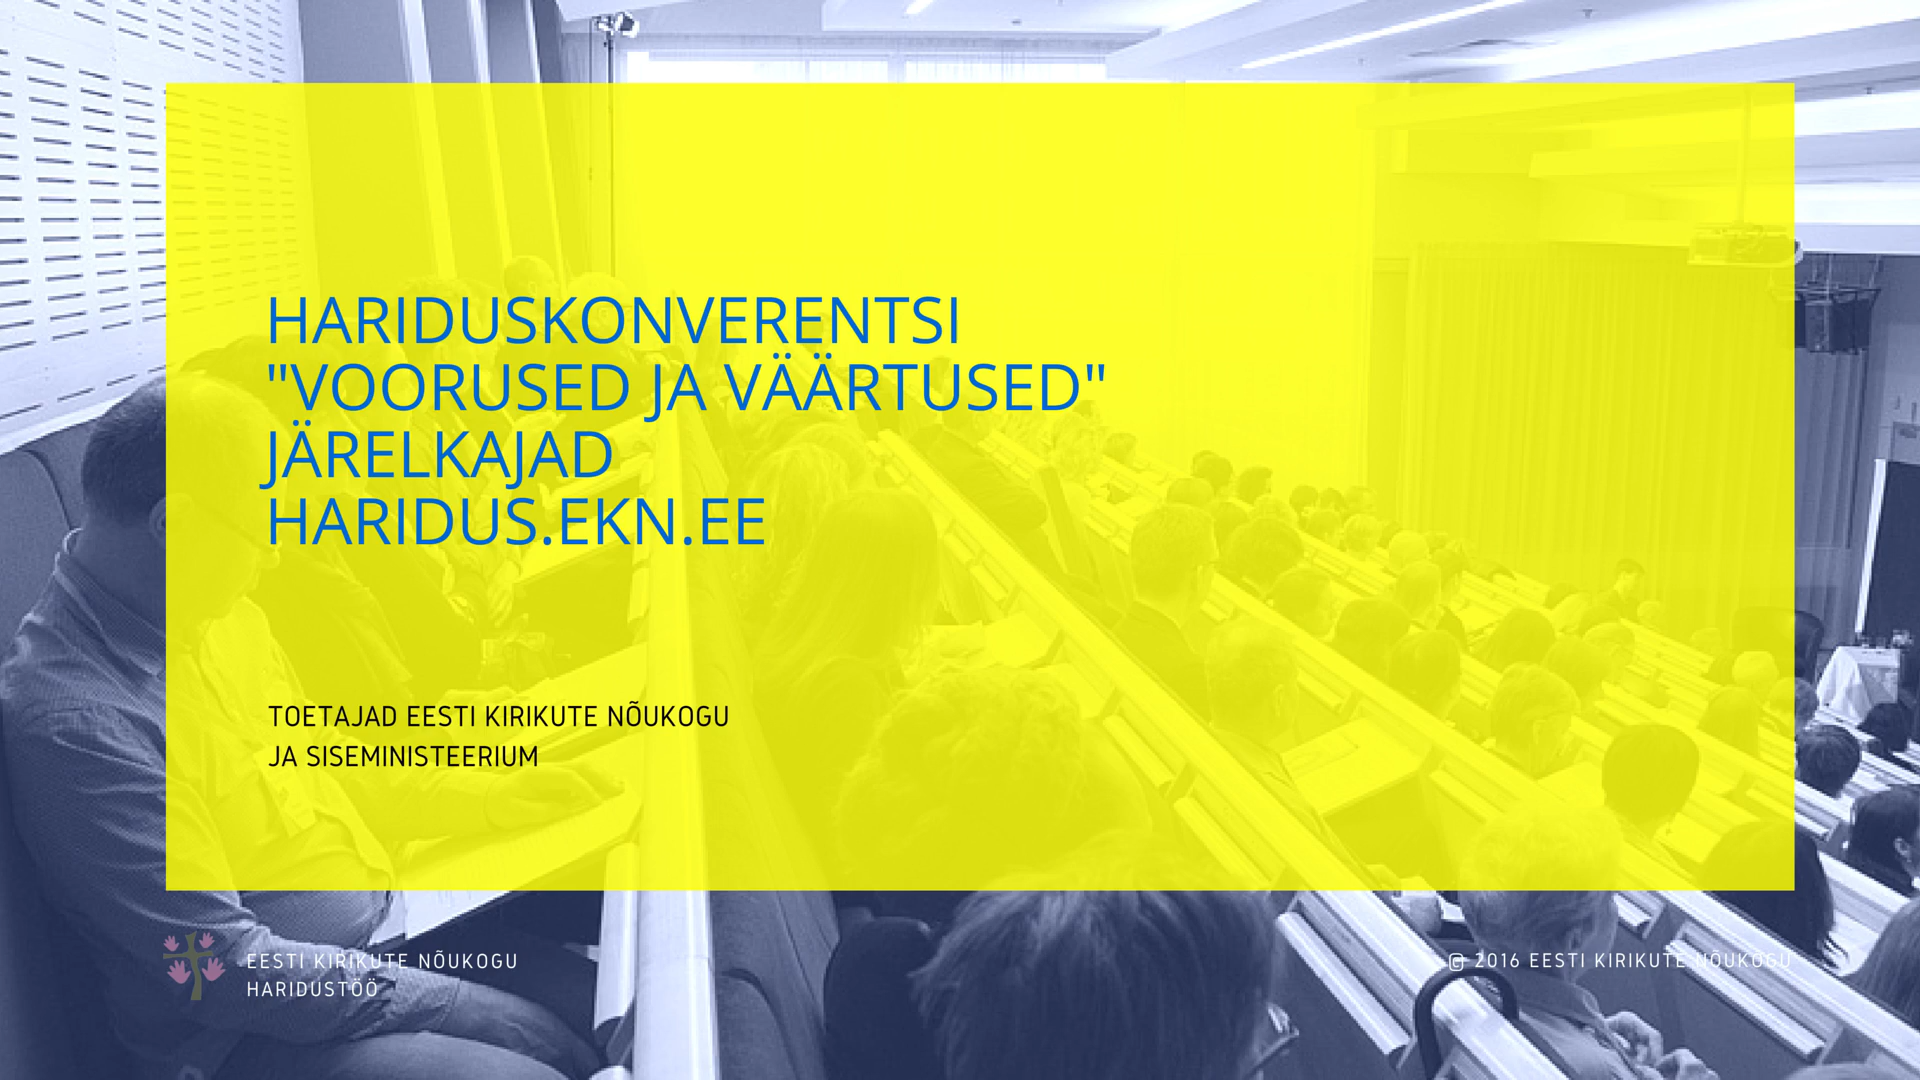 HARIDUSKONVERENTSI
"VOORUSED JA VÄÄRTUSED"
JÄRELKAJAD
HARIDUS.EKN.EE
TOETAJAD EESTI KIRIKUTE NÕUKOGU
JA SISEMINISTEERIUM
EESTI KIRIKUTE NÕUKOGU
HARIDUSTÖÖ
© 2016 EESTI KIRIKUTE NÕUKOGU